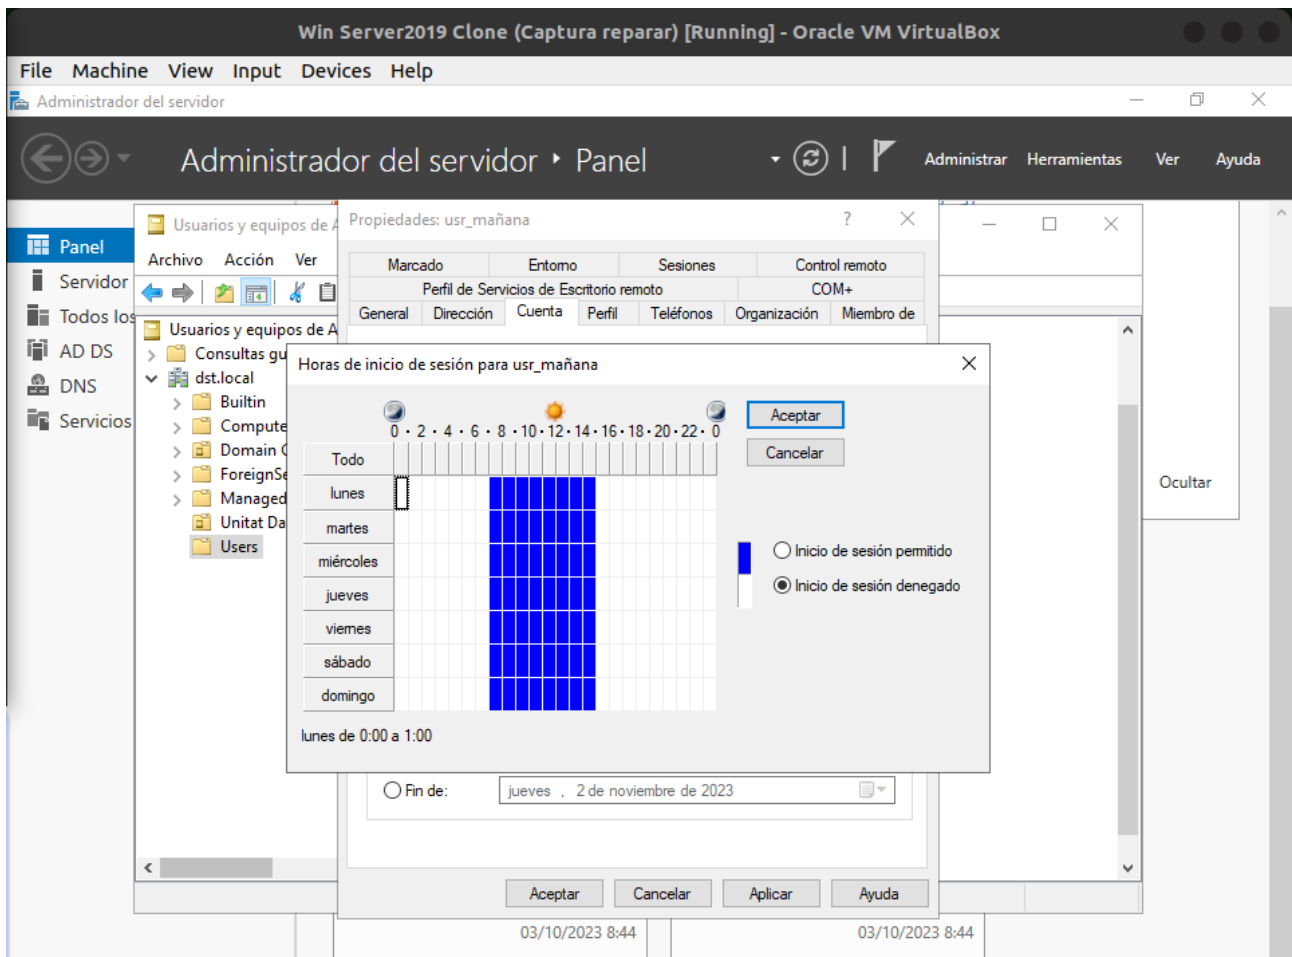 Win Server2019 Clone (Captura reparar) [Running] - Oracle VM VirtualBox
File Machine View Input Devices Help
Administrador del servidor
Administrador del servidor ‣ Panel
Administrar Herramientas Ver Ayuda
Panel
Servidor
Todos los
AD DS
DNS
Servicios
Usuarios y equipos de A
Archivo Acción Ver
Usuarios y equipos de A
Consultas gu
dst.local
Builtin
Compute
Domain C
ForeignSe
Managed
Unitat Da
Users
Propiedades: usr_mañana ?
Marcado Entorno Sesiones Control remoto
Perfil de Servicios de Escritorio remoto COM+
General Dirección Cuenta Perfil Teléfonos Organización Miembro de
Horas de inicio de sesión para usr_mañana
0 · 2 · 4 · 6 · 8 · 10 · 12 · 14 · 16 · 18 · 20 · 22 · 0
Todo
lunes
martes
miércoles
jueves
viernes
sábado
domingo
lunes de 0:00 a 1:00
Aceptar
Cancelar
Inicio de sesión permitido
Inicio de sesión denegado
Ocultar
Fin de: jueves , 2 de noviembre de 2023
Aceptar Cancelar Aplicar Ayuda
03/10/2023 8:44
03/10/2023 8:44